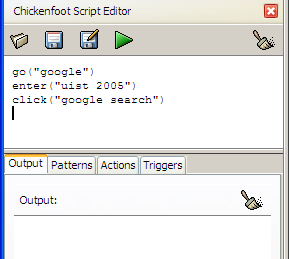 Chickenfoot Script Editor
go("google")
enter("uist 2005")
click("google search")
Output Patterns Actions Triggers
Output: